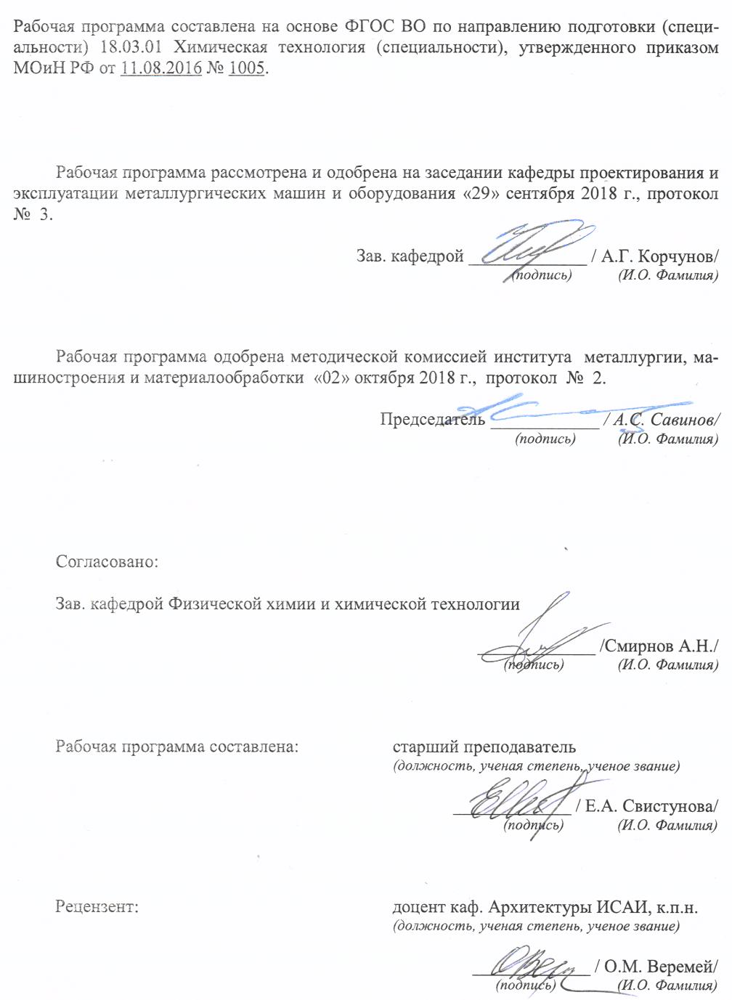 Рабочая программа составлена на основе ФГОС ВО по направлению подготовки (специ-
альности) 18.03.01 Химическая технология (специальности), утвержденного приказом
МОиН РФ от 11.08.2016 № 1005.
Рабочая программа рассмотрена и одобрена на заседании кафедры проектирования и
эксплуатации металлургических машин и оборудования «29» сентября 2018 г., протокол
№ 3.
Зав. кафедрой _____________ / А.Г. Корчунов/
(подпись) (И.О. Фамилия)
Рабочая программа одобрена методической комиссией института металлургии, ма-
шиностроения и материалообработки «02» октября 2018 г., протокол № 2.
Председатель ____________ / А.С. Савинов/
(подпись) (И.О. Фамилия)
Согласовано:
Зав. кафедрой Физической химии и химической технологии
_____________ /Смирнов А.Н./
(подпись) (И.О. Фамилия)
Рабочая программа составлена: старший преподаватель
(должность, ученая степень, ученое звание)
_____________ / Е.А. Свистунова/
(подпись) (И.О. Фамилия)
Рецензент: доцент каф. Архитектуры ИСАИ, к.п.н.
(должность, ученая степень, ученое звание)
_____________ / О.М. Веремей/
(подпись) (И.О. Фамилия)